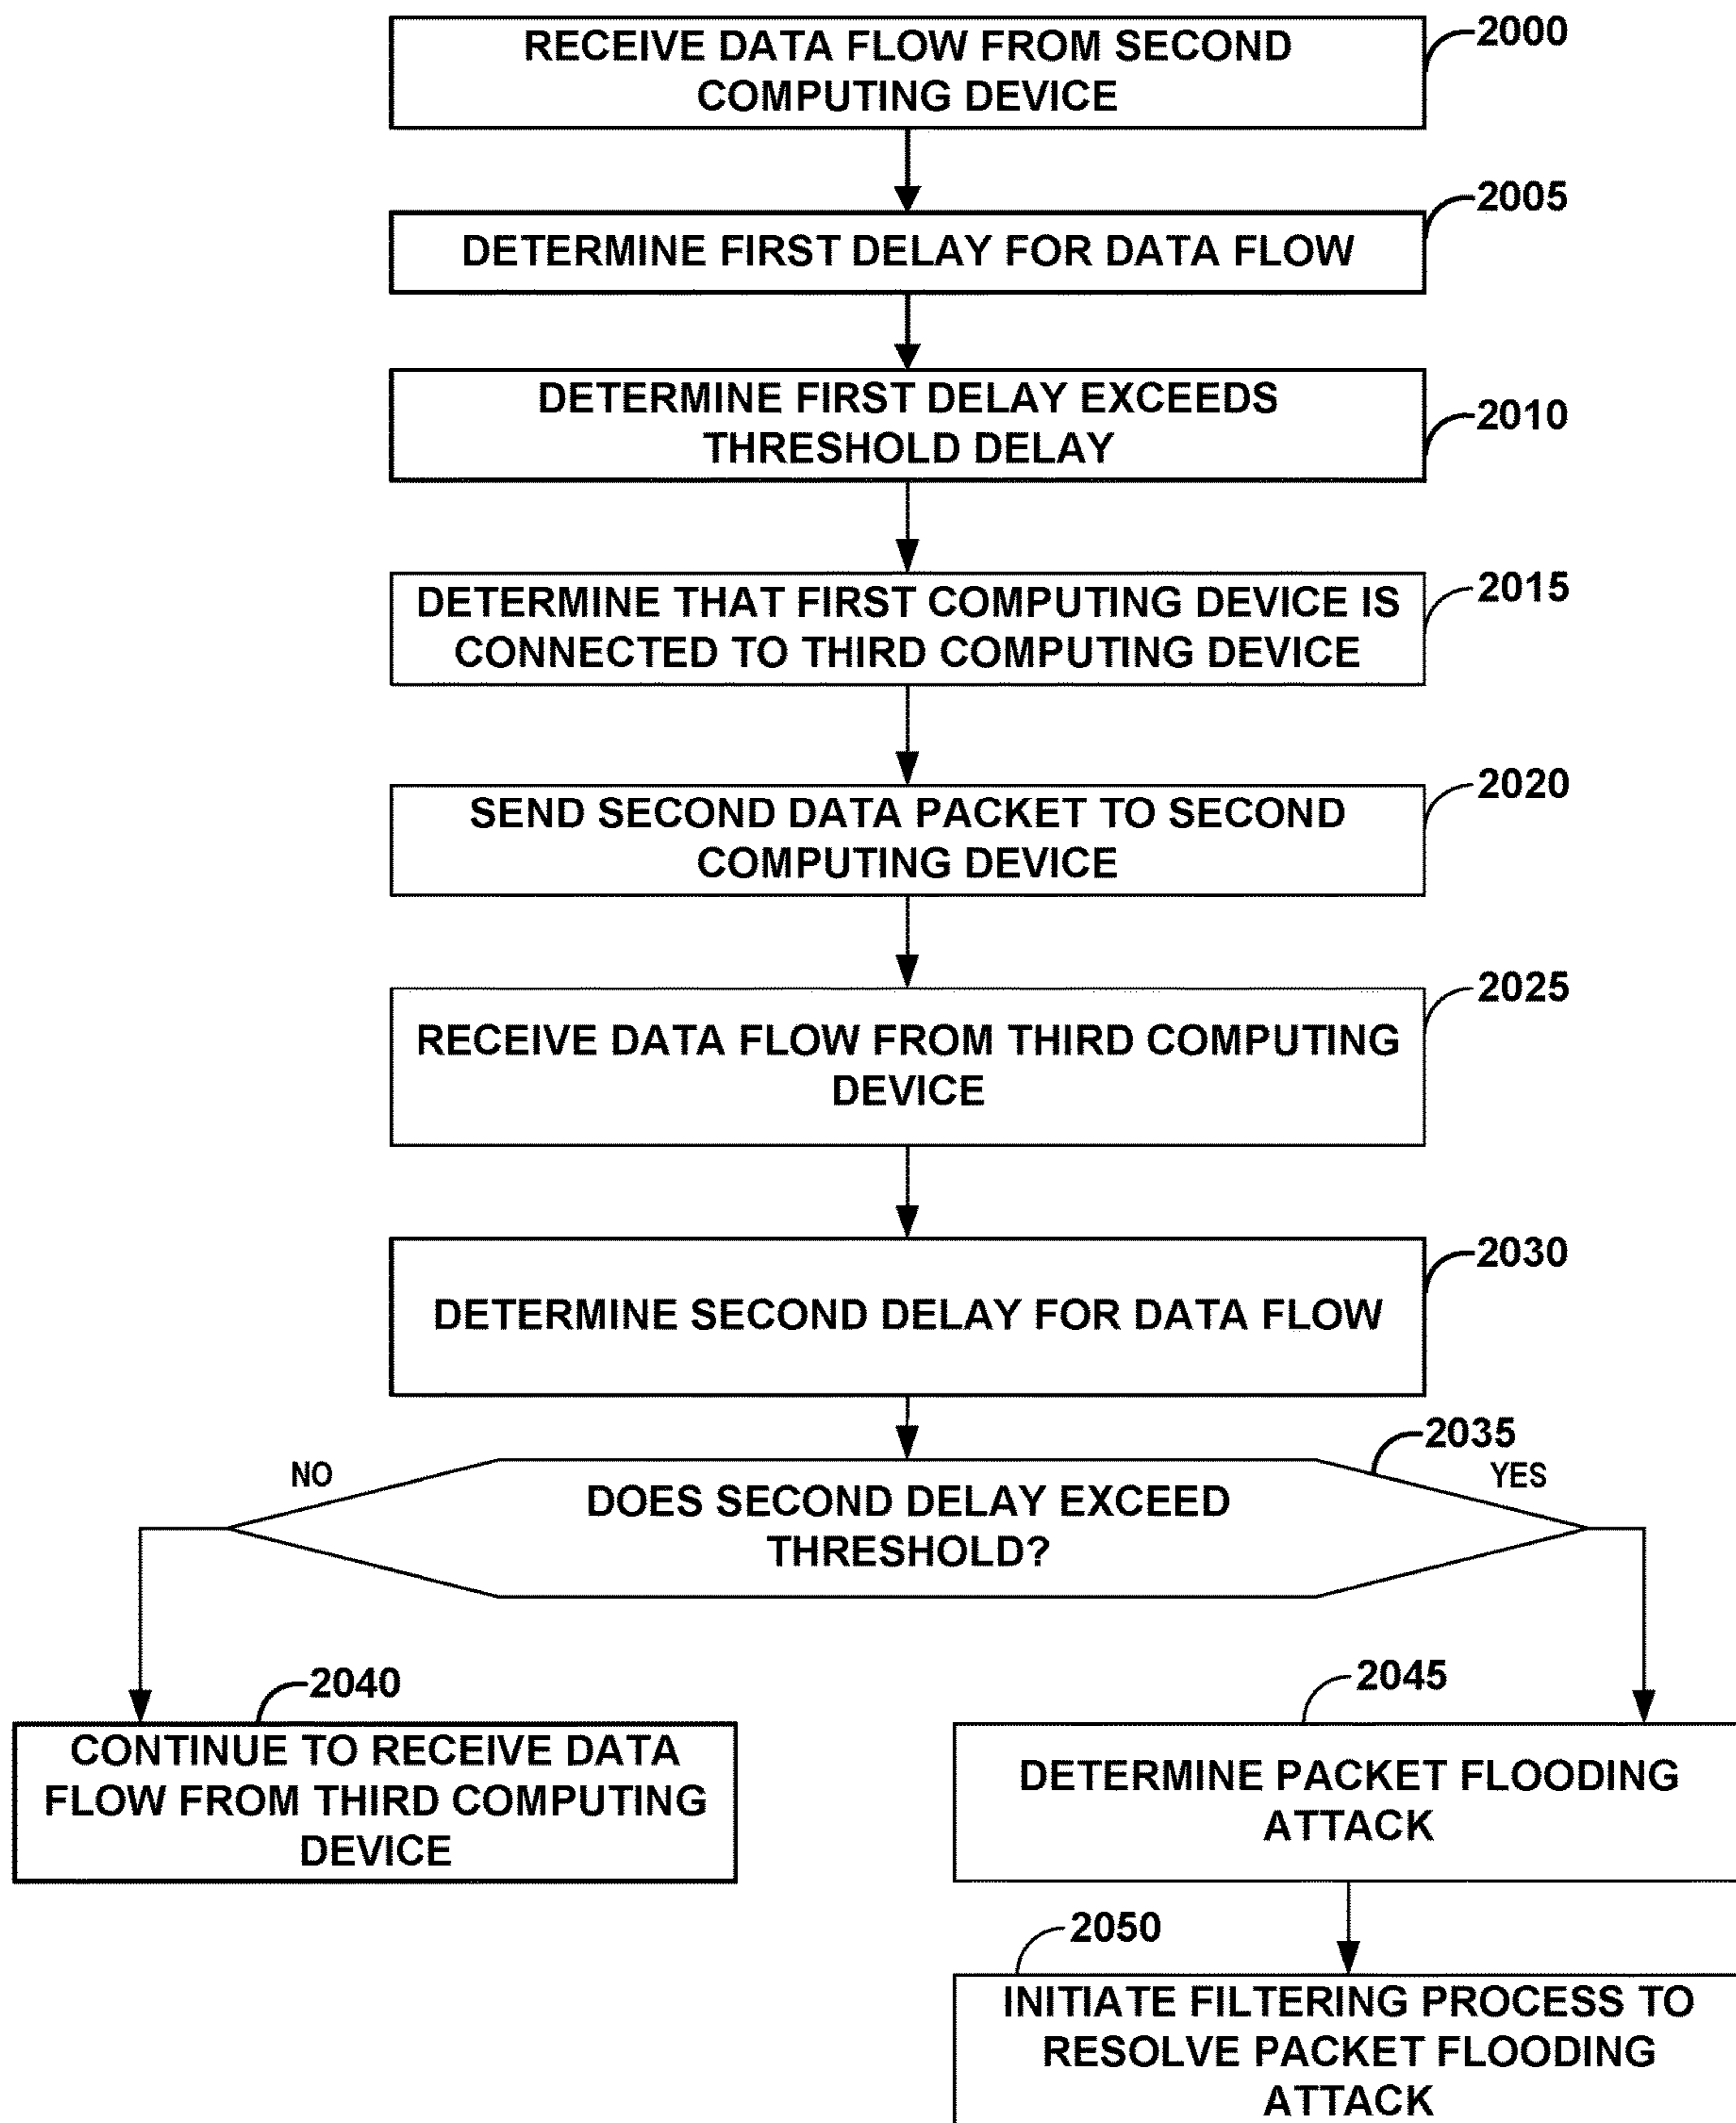 RECEIVE DATA FLOW FROM SECOND
COMPUTING DEVICE
2000
DETERMINE FIRST DELAY FOR DATA FLOW
2005
DETERMINE FIRST DELAY EXCEEDS
THRESHOLD DELAY
2010
DETERMINE THAT FIRST COMPUTING DEVICE IS
CONNECTED TO THIRD COMPUTING DEVICE
2015
SEND SECOND DATA PACKET TO SECOND
COMPUTING DEVICE
2020
RECEIVE DATA FLOW FROM THIRD COMPUTING
DEVICE
2025
DETERMINE SECOND DELAY FOR DATA FLOW
2030
2035
NO
YES
DOES SECOND DELAY EXCEED
THRESHOLD?
2040
CONTINUE TO RECEIVE DATA
FLOW FROM THIRD COMPUTING
DEVICE
2045
DETERMINE PACKET FLOODING
ATTACK
2050
INITIATE FILTERING PROCESS TO
RESOLVE PACKET FLOODING
ATTACK